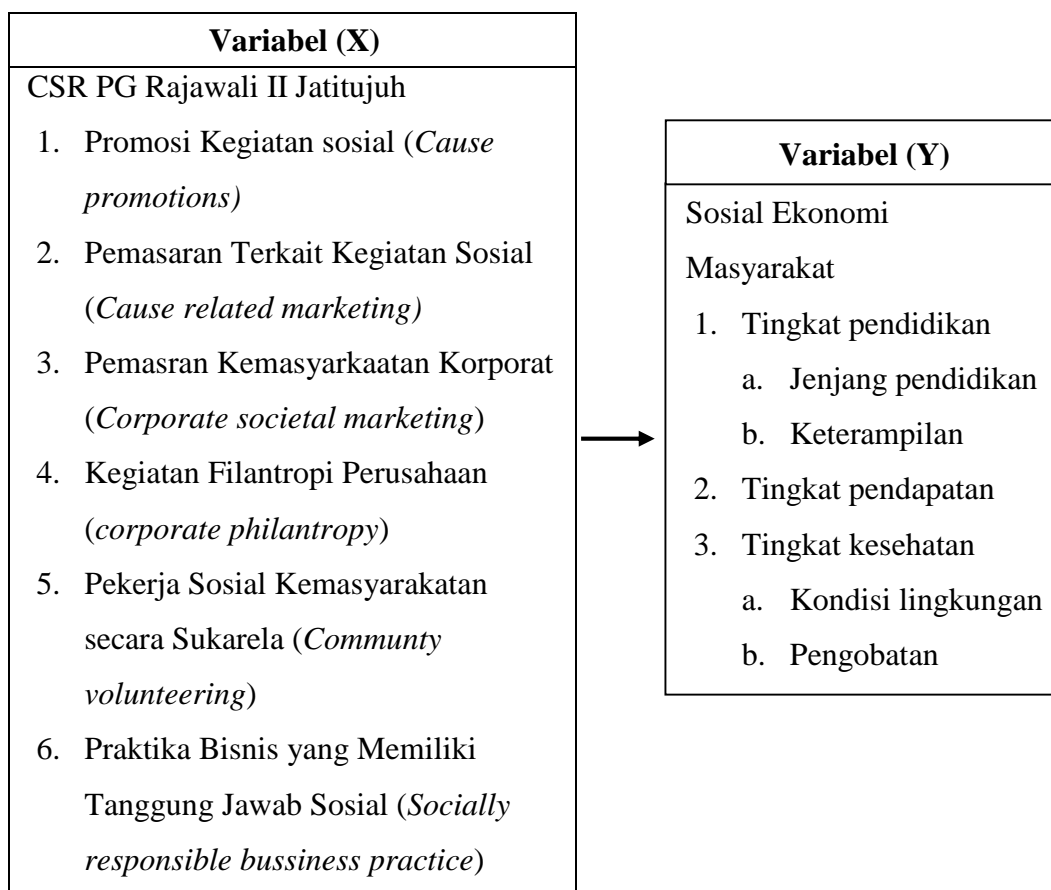 Variabel (X)
CSR PG Rajawali II Jatitujuh
1. Promosi Kegiatan sosial (Cause
promotions)
2. Pemasaran Terkait Kegiatan Sosial
(Cause related marketing)
3. Pemasran Kemasyarkaatan Korporat
(Corporate societal marketing)
4. Kegiatan Filantropi Perusahaan
(corporate philantropy)
5. Pekerja Sosial Kemasyarakatan
secara Sukarela (Communty
volunteering)
6. Praktika Bisnis yang Memiliki
Tanggung Jawab Sosial (Socially
responsible bussiness practice)
Variabel (Y)
Sosial Ekonomi
Masyarakat
1. Tingkat pendidikan
a. Jenjang pendidikan
b. Keterampilan
2. Tingkat pendapatan
3. Tingkat kesehatan
a. Kondisi lingkungan
b. Pengobatan